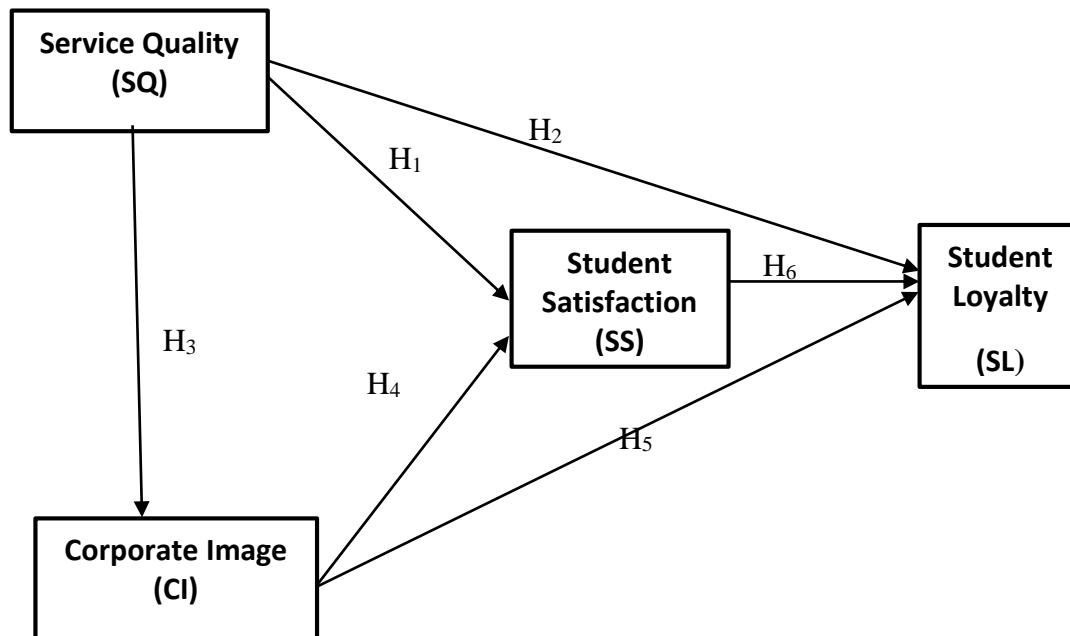 Service Quality
(SQ)
H₂
H₁
Student
Satisfaction
(SS)
H₆
Student
Loyalty
(SL)
H₃
H₄
H₅
Corporate Image
(CI)